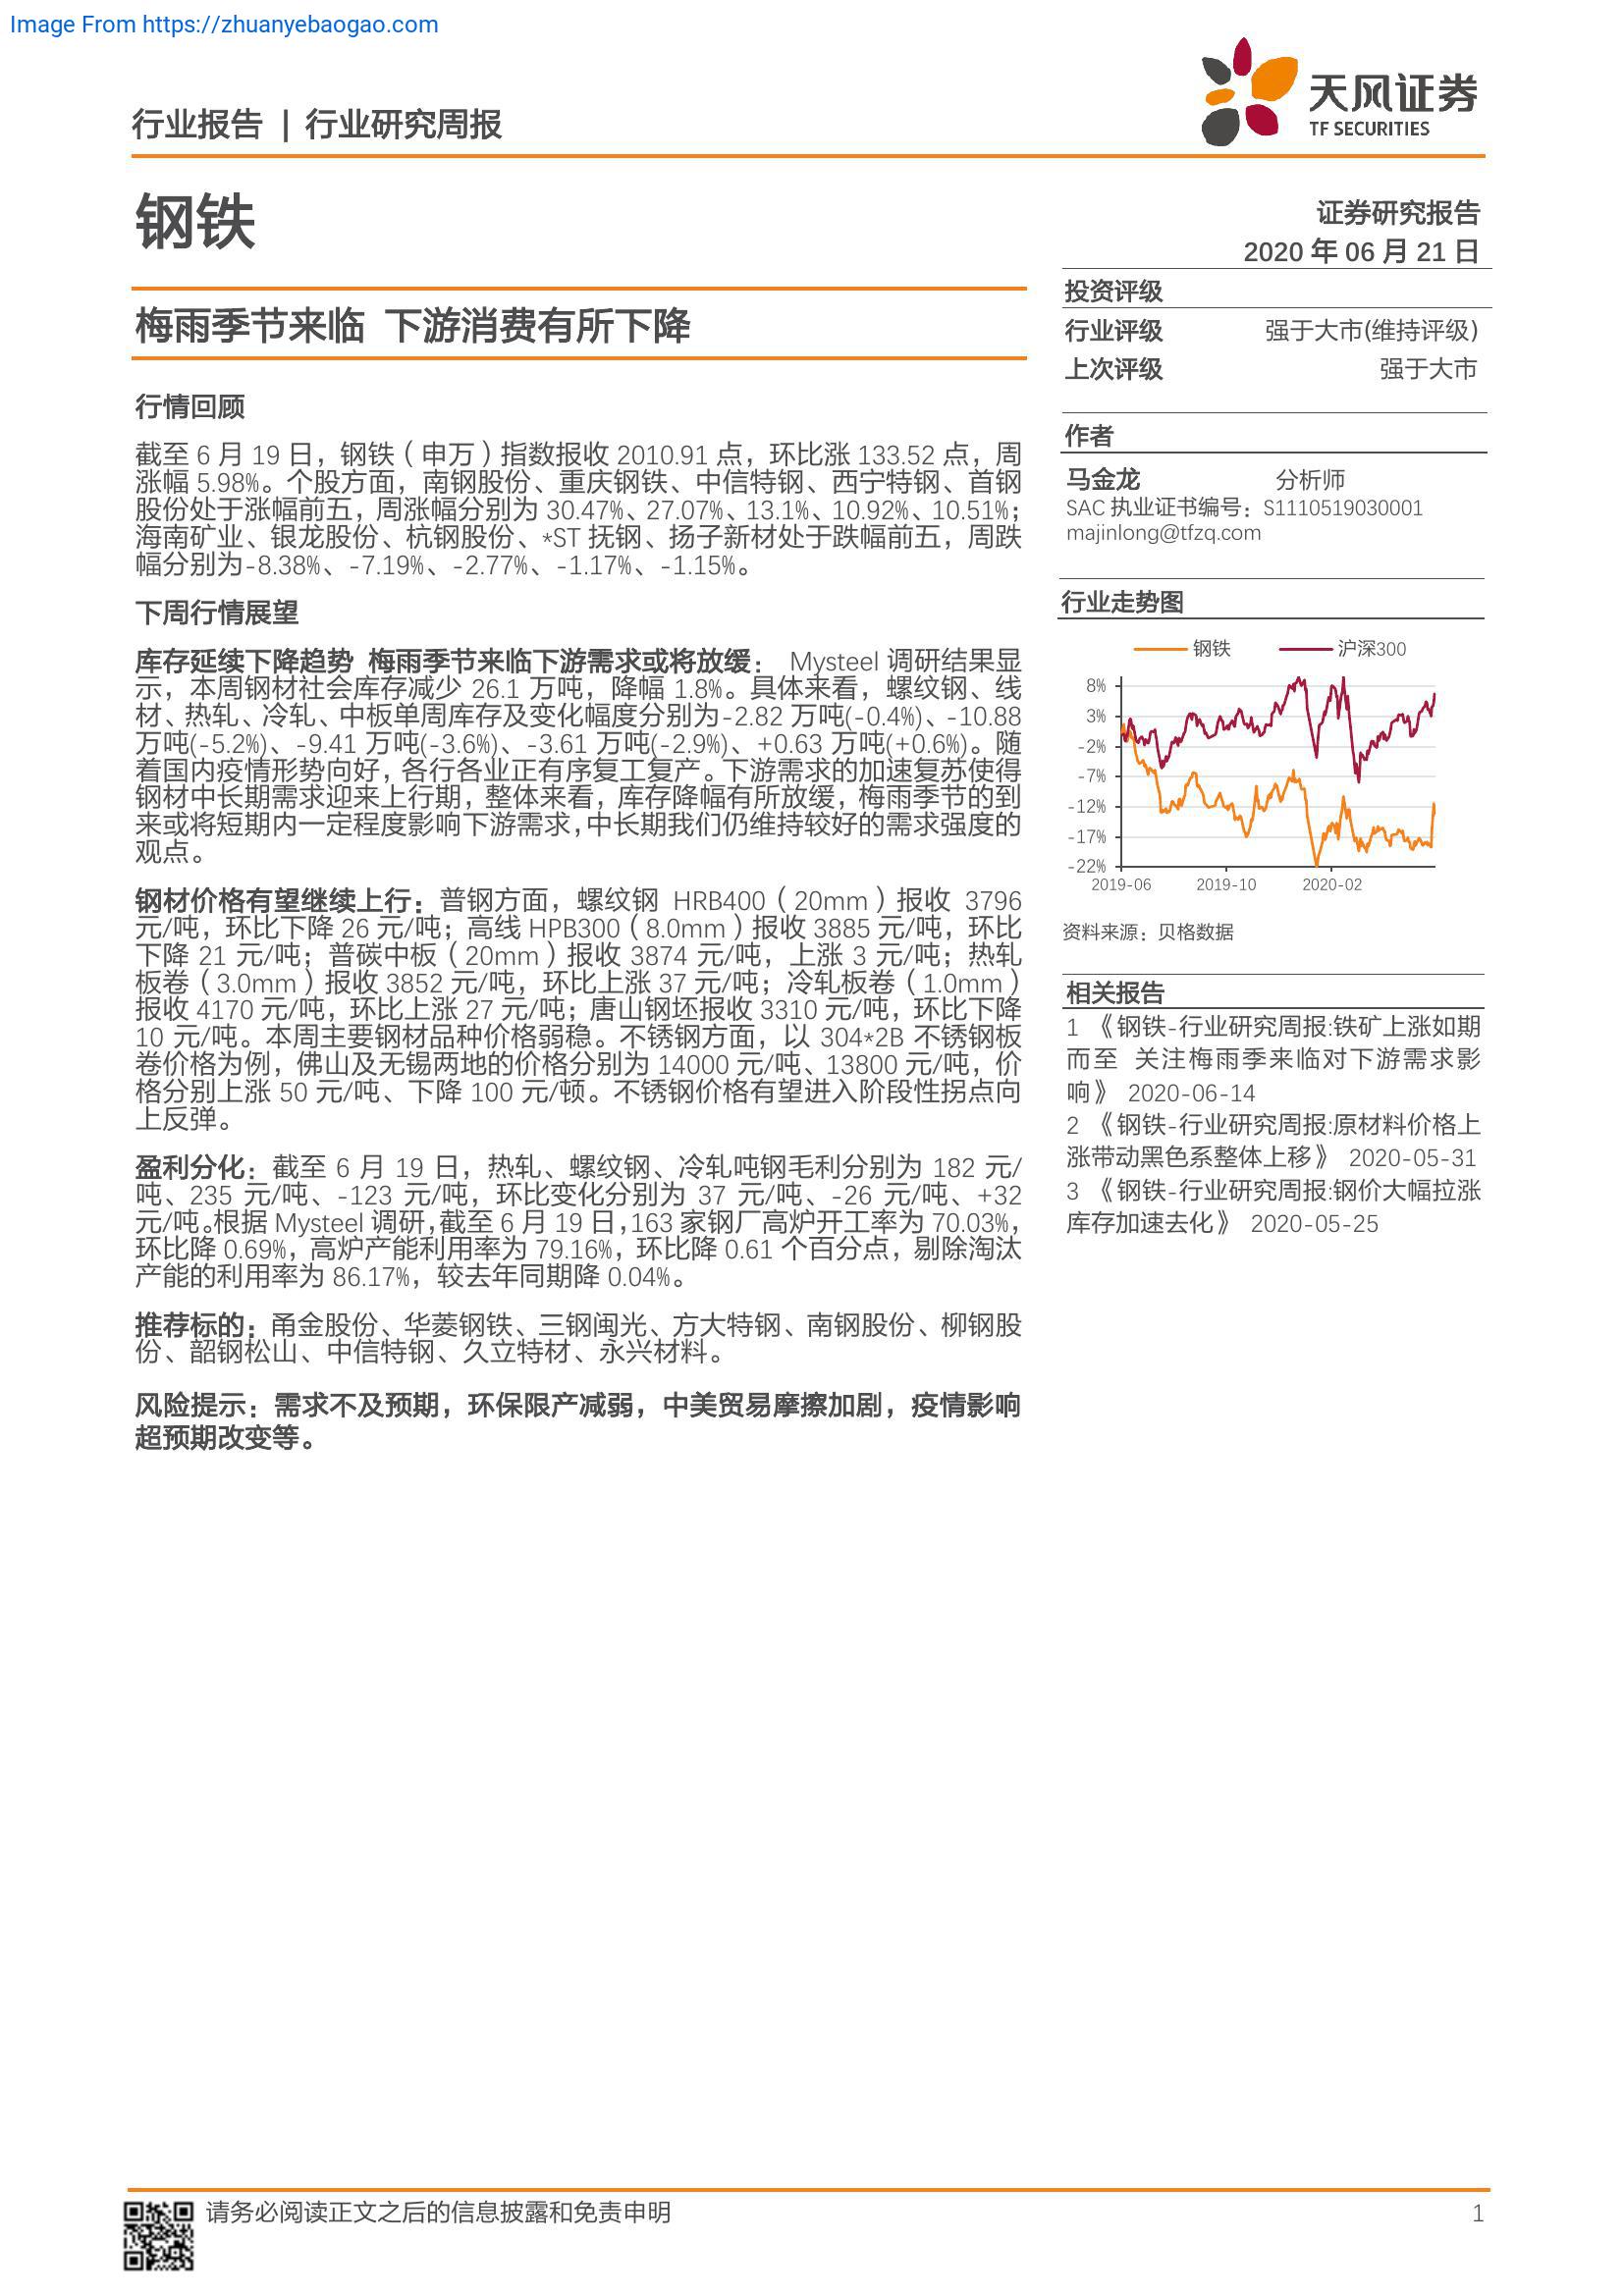 Image From https://zhuanyebaogao.com
行业报告 | 行业研究周报
天风证券
TF SECURITIES
钢铁
证券研究报告
2020 年 06 月 21 日
梅雨季节来临 下游消费有所下降
行情回顾
截至 6 月 19 日，钢铁（申万）指数报收 2010.91 点，环比涨 133.52 点，周
涨幅 5.98%。个股方面，南钢股份、重庆钢铁、中信特钢、西宁特钢、首钢
股份处于涨幅前五，周涨幅分别为 30.47%、27.07%、13.1%、10.92%、10.51%；
海南矿业、银龙股份、杭钢股份、*ST 抚钢、扬子新材处于跌幅前五，周跌
幅分别为-8.38%、-7.19%、-2.77%、-1.17%、-1.15%。
下周行情展望
库存延续下降趋势 梅雨季节来临下游需求或将放缓： Mysteel 调研结果显
示，本周钢材社会库存减少 26.1 万吨，降幅 1.8%。具体来看，螺纹钢、线
材、热轧、冷轧、中板单周库存及变化幅度分别为-2.82 万吨(-0.4%)、-10.88
万吨(-5.2%)、-9.41 万吨(-3.6%)、-3.61 万吨(-2.9%)、+0.63 万吨(+0.6%)。随
着国内疫情形势向好，各行各业正有序复工复产。下游需求的加速复苏使得
钢材中长期需求迎来上行期，整体来看，库存降幅有所放缓，梅雨季节的到
来或将短期内一定程度影响下游需求，中长期我们仍维持较好的需求强度的
观点。
钢材价格有望继续上行：普钢方面，螺纹钢 HRB400（20mm）报收 3796
元/吨，环比下降 26 元/吨；高线 HPB300（8.0mm）报收 3885 元/吨，环比
下降 21 元/吨；普碳中板（20mm）报收 3874 元/吨，上涨 3 元/吨；热轧
板卷（3.0mm）报收 3852 元/吨，环比上涨 37 元/吨；冷轧板卷（1.0mm）
报收 4170 元/吨，环比上涨 27 元/吨；唐山钢坯报收 3310 元/吨，环比下降
10 元/吨。本周主要钢材品种价格弱稳。不锈钢方面，以 304*2B 不锈钢板
卷价格为例，佛山及无锡两地的价格分别为 14000 元/吨、13800 元/吨，价
格分别上涨 50 元/吨、下降 100 元/顿。不锈钢价格有望进入阶段性拐点向
上反弹。
盈利分化：截至 6 月 19 日，热轧、螺纹钢、冷轧吨钢毛利分别为 182 元/
吨、235 元/吨、-123 元/吨，环比变化分别为 37 元/吨、-26 元/吨、+32
元/吨。根据 Mysteel 调研，截至 6 月 19 日，163 家钢厂高炉开工率为 70.03%，
环比降 0.69%，高炉产能利用率为 79.16%，环比降 0.61 个百分点，剔除淘汰
产能的利用率为 86.17%，较去年同期降 0.04%。
推荐标的：甬金股份、华菱钢铁、三钢闽光、方大特钢、南钢股份、柳钢股
份、韶钢松山、中信特钢、久立特材、永兴材料。
风险提示：需求不及预期，环保限产减弱，中美贸易摩擦加剧，疫情影响
超预期改变等。
投资评级
行业评级 强于大市(维持评级)
上次评级 强于大市
作者
马金龙 分析师
SAC 执业证书编号：S1110519030001
majinlong@tfzq.com
行业走势图
钢铁 沪深300
8%
3%
-2%
-7%
-12%
-17%
-22%
2019-06 2019-10 2020-02
资料来源：贝格数据
相关报告
1 《钢铁-行业研究周报:铁矿上涨如期
而至 关注梅雨季来临对下游需求影
响》 2020-06-14
2 《钢铁-行业研究周报:原材料价格上
涨带动黑色系整体上移》 2020-05-31
3 《钢铁-行业研究周报:钢价大幅拉涨
库存加速去化》 2020-05-25
请务必阅读正文之后的信息披露和免责申明
1